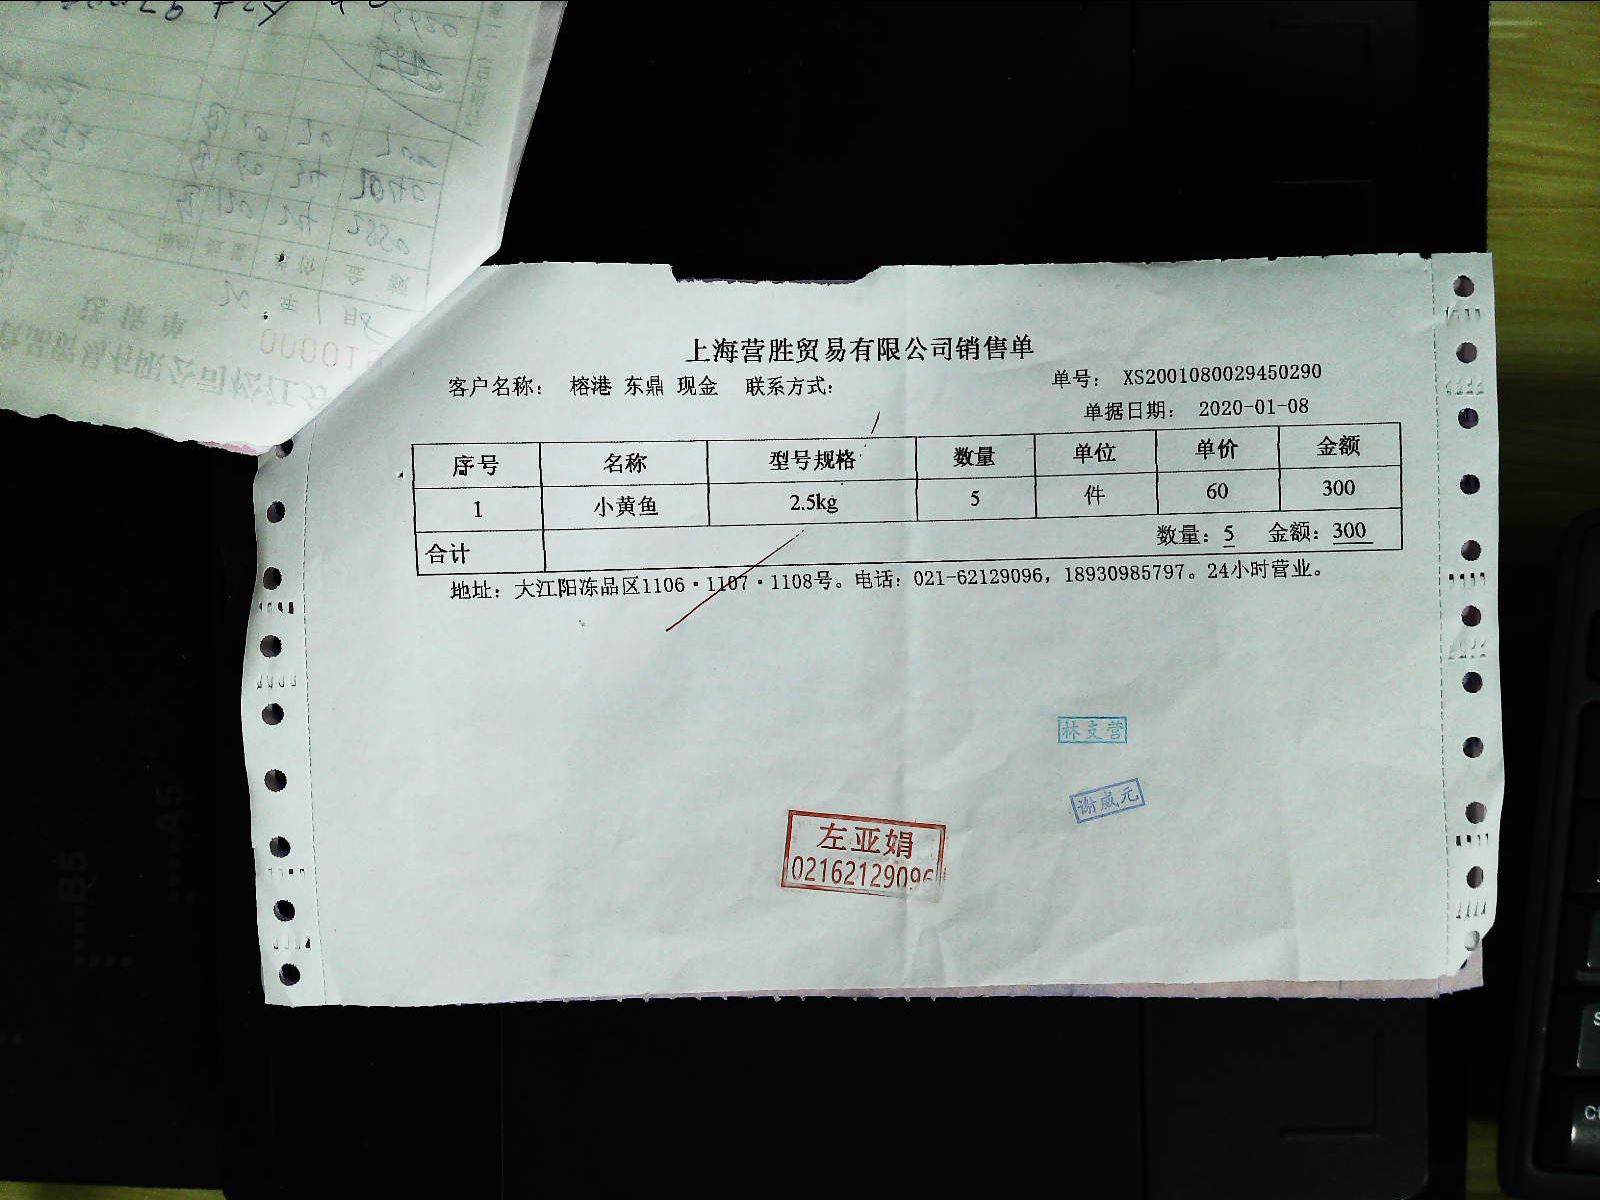 上海营胜贸易有限公司销售单
客户名称： 榕港 东鼎 现金 联系方式： 单号： XS2001080029450290
单据日期： 2020-01-08
序号 名称 型号规格 数量 单位 单价 金额
1 小黄鱼 2.5kg 5 件 60 300
合计 数量：5 金额：300
地址：大江阳冻品区1106·1107·1108号。电话：021-62129096，18930985797。24小时营业。
林支营
谢威元
左亚娟
02162129096
B5
A5